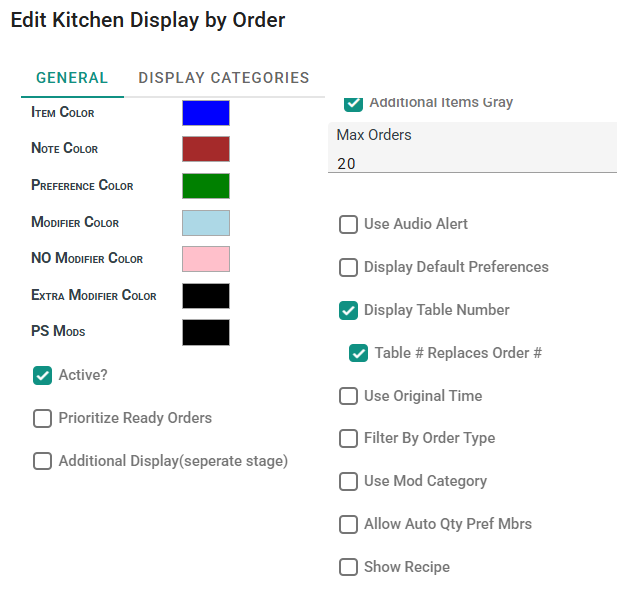 Edit Kitchen Display by Order
GENERAL DISPLAY CATEGORIES
Item Color
Note Color
Preference Color
Modifier Color
NO Modifier Color
Extra Modifier Color
PS Mods
Active?
Prioritize Ready Orders
Additional Display(seperate stage)
Additional Items Gray
Max Orders
20
Use Audio Alert
Display Default Preferences
Display Table Number
Table # Replaces Order #
Use Original Time
Filter By Order Type
Use Mod Category
Allow Auto Qty Pref Mbrs
Show Recipe